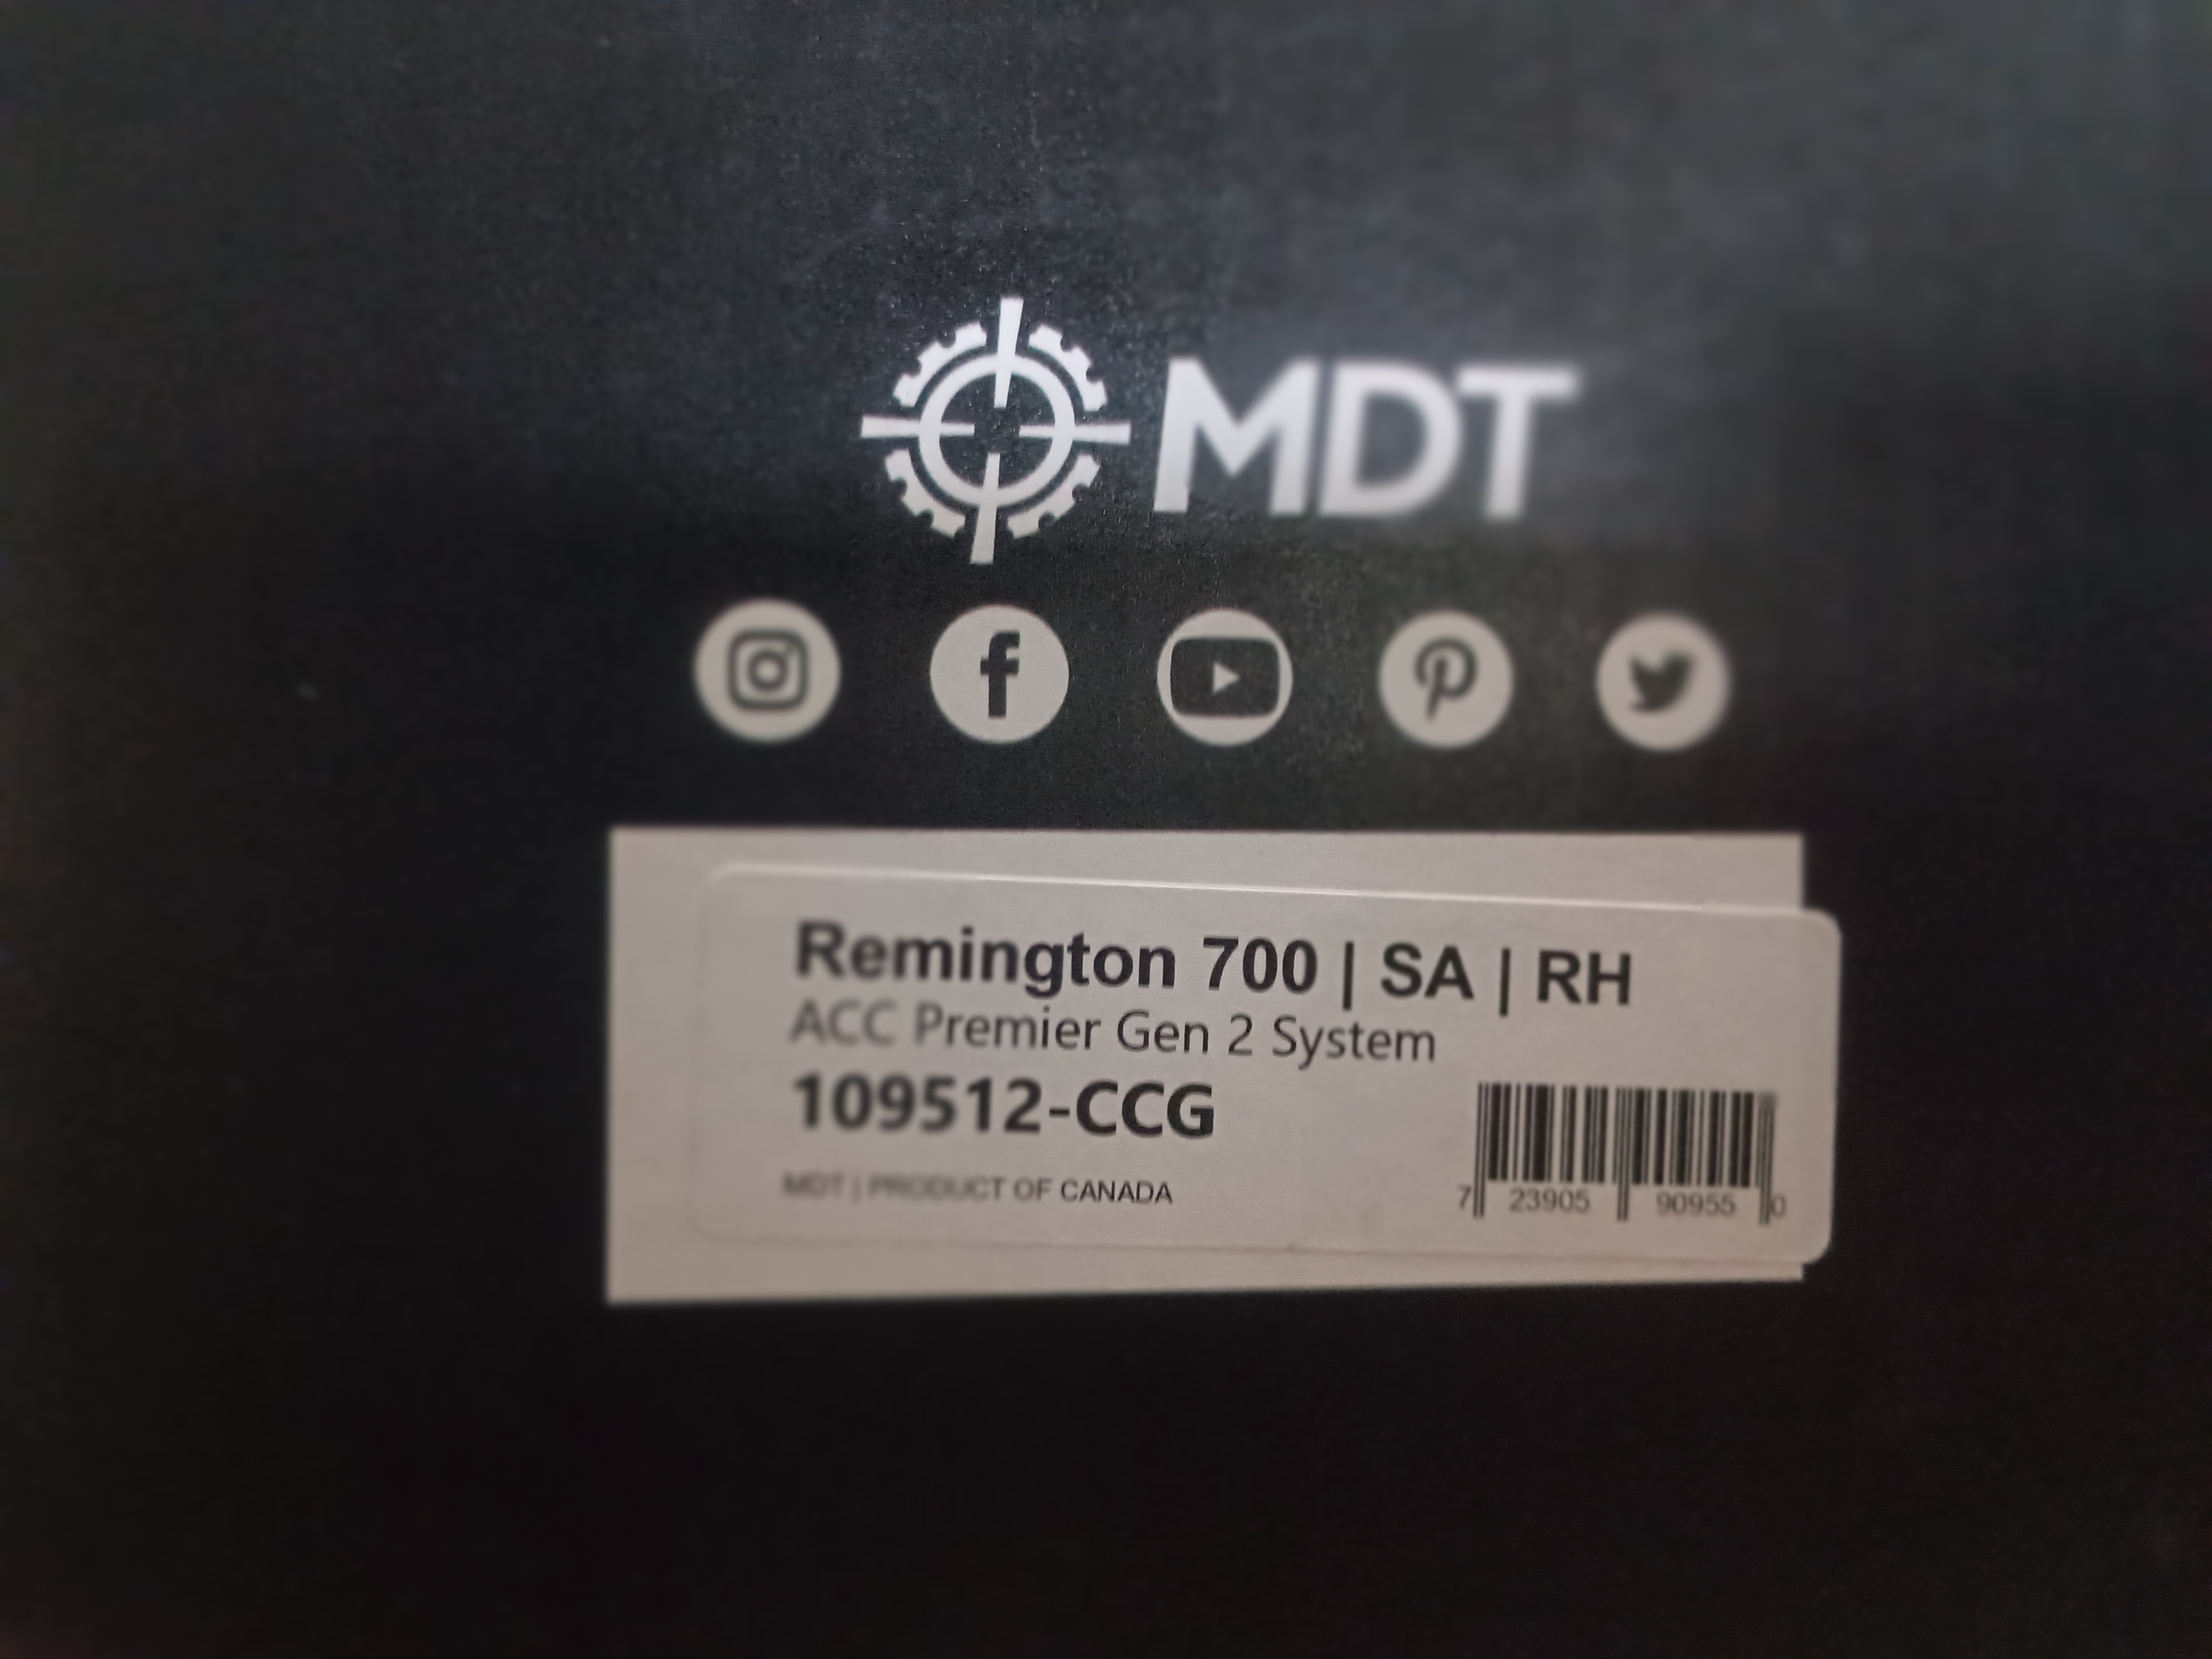 MDT
Remington 700 | SA | RH
ACC Premier Gen 2 System
109512-CCG
MDT | PRODUCT OF CANADA
7 23905 90955 0